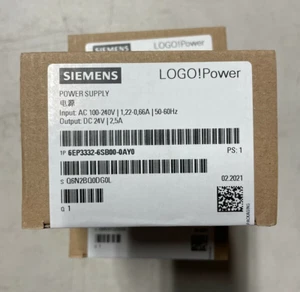 SIEMENS
LOGO!Power
POWER SUPPLY
电源
Input: AC 100-240V | 1,22-0,66A | 50-60Hz
Output: DC 24V | 2,5A
1P 6EP3332-6SB00-0AY0
PS: 1
S Q6N2BQ0DG0L
02.2021
Q 1